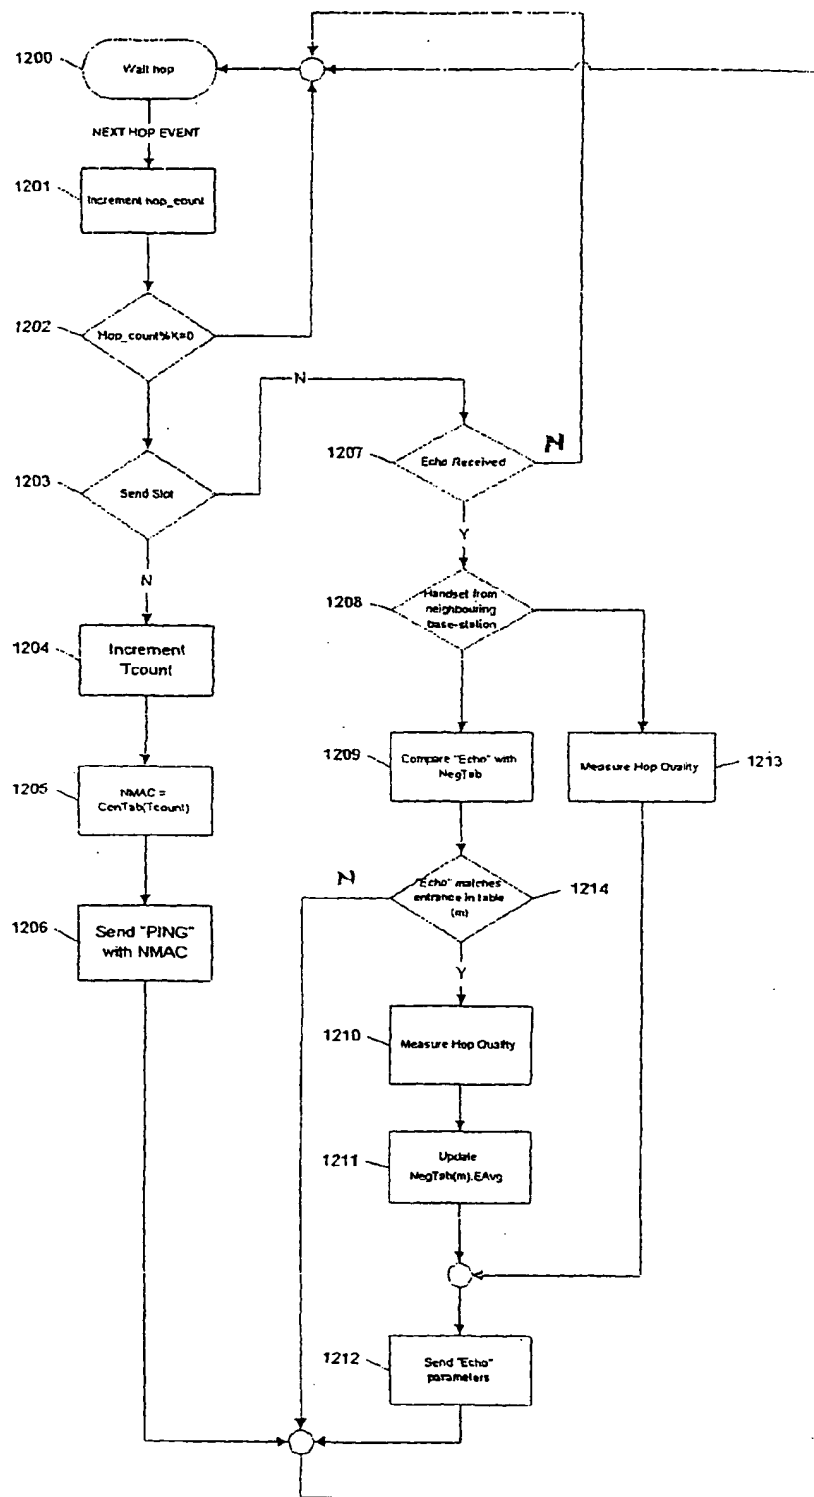 1200
Wait hop
NEXT HOP EVENT
1201
Increment hop_count
1202
Hop_count%K=0
N
1203
Send Slot
1207
Echo Received
N
N
Y
1204
Increment
Tcount
1208
Handset from
neighbouring
base-station
1205
NMAC =
ConTab(Tcount)
1209
Compare "Echo" with
NegTab
Measure Hop Quality
1213
1206
Send "PING"
with NMAC
N
"Echo" matches
entrance in table
(m)
1214
Y
1210
Measure Hop Quality
1211
Update
NegTab(m).EAvg
1212
Send "Echo"
parameters